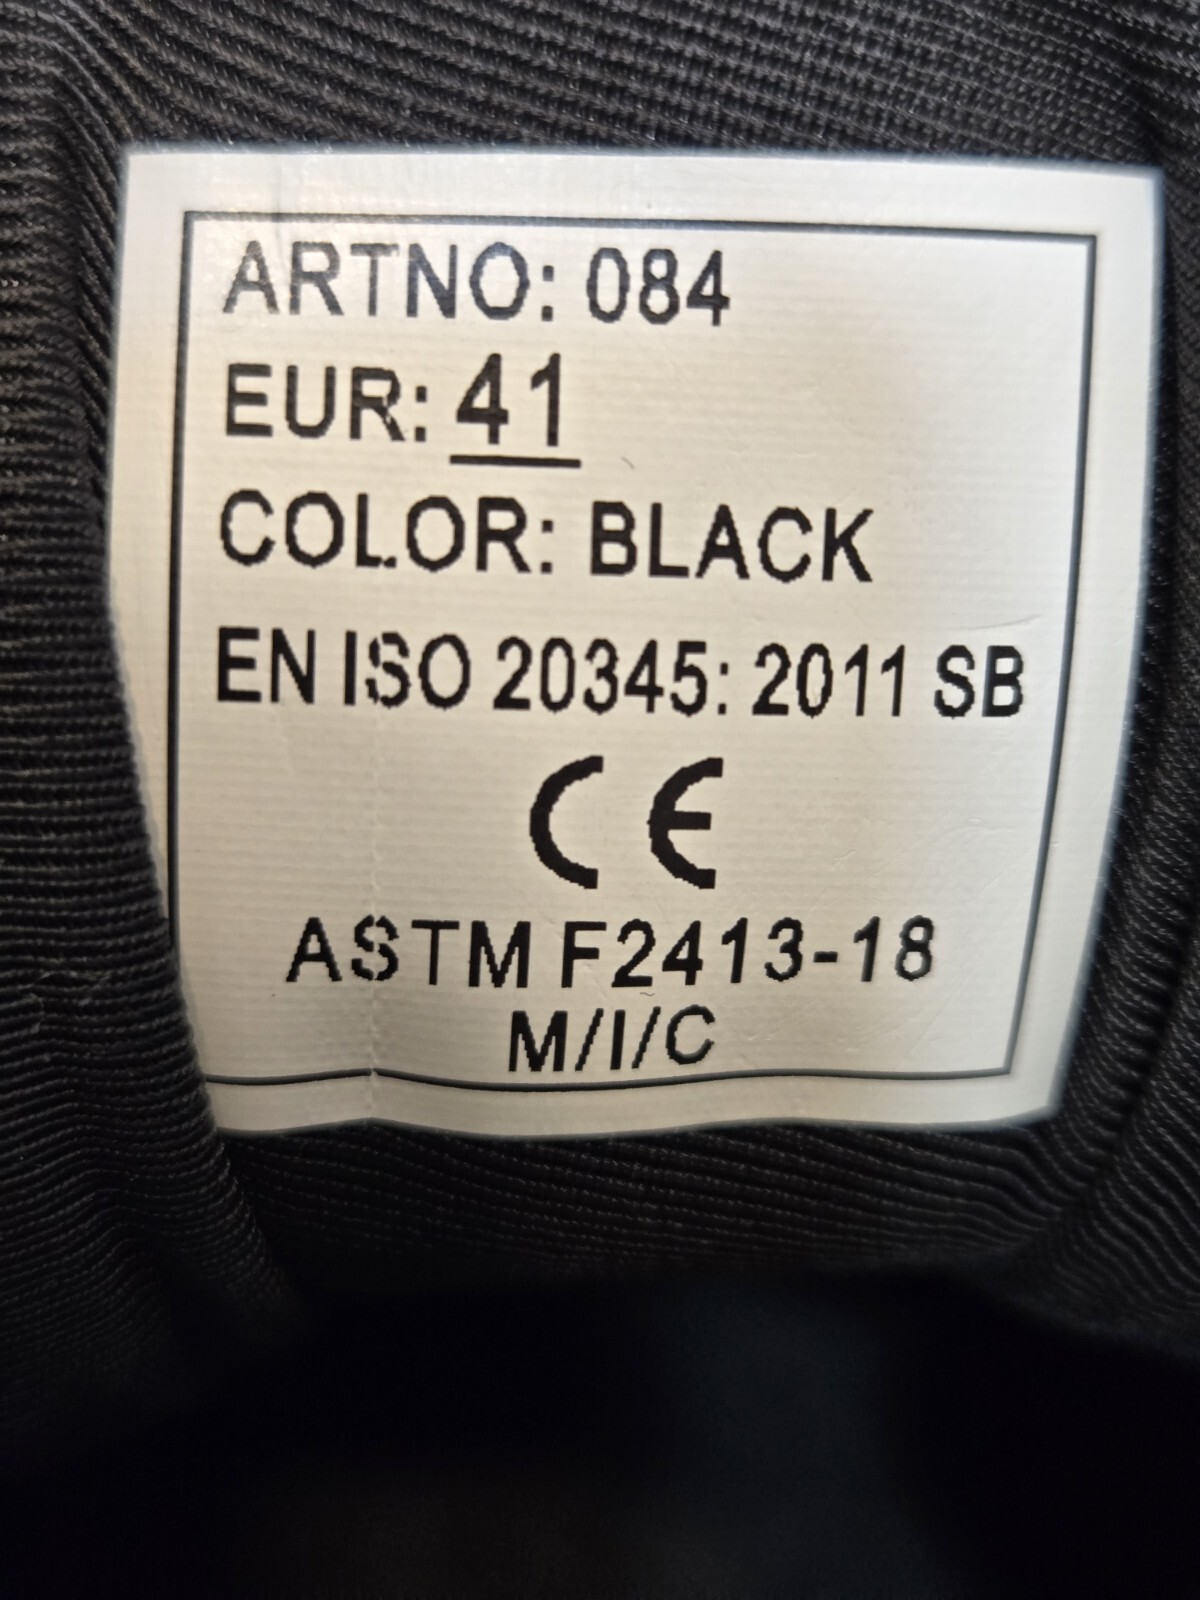 ARTNO: 084
EUR: 41
COLOR: BLACK
EN ISO 20345: 2011 SB
CE
ASTM F2413-18
M/I/C